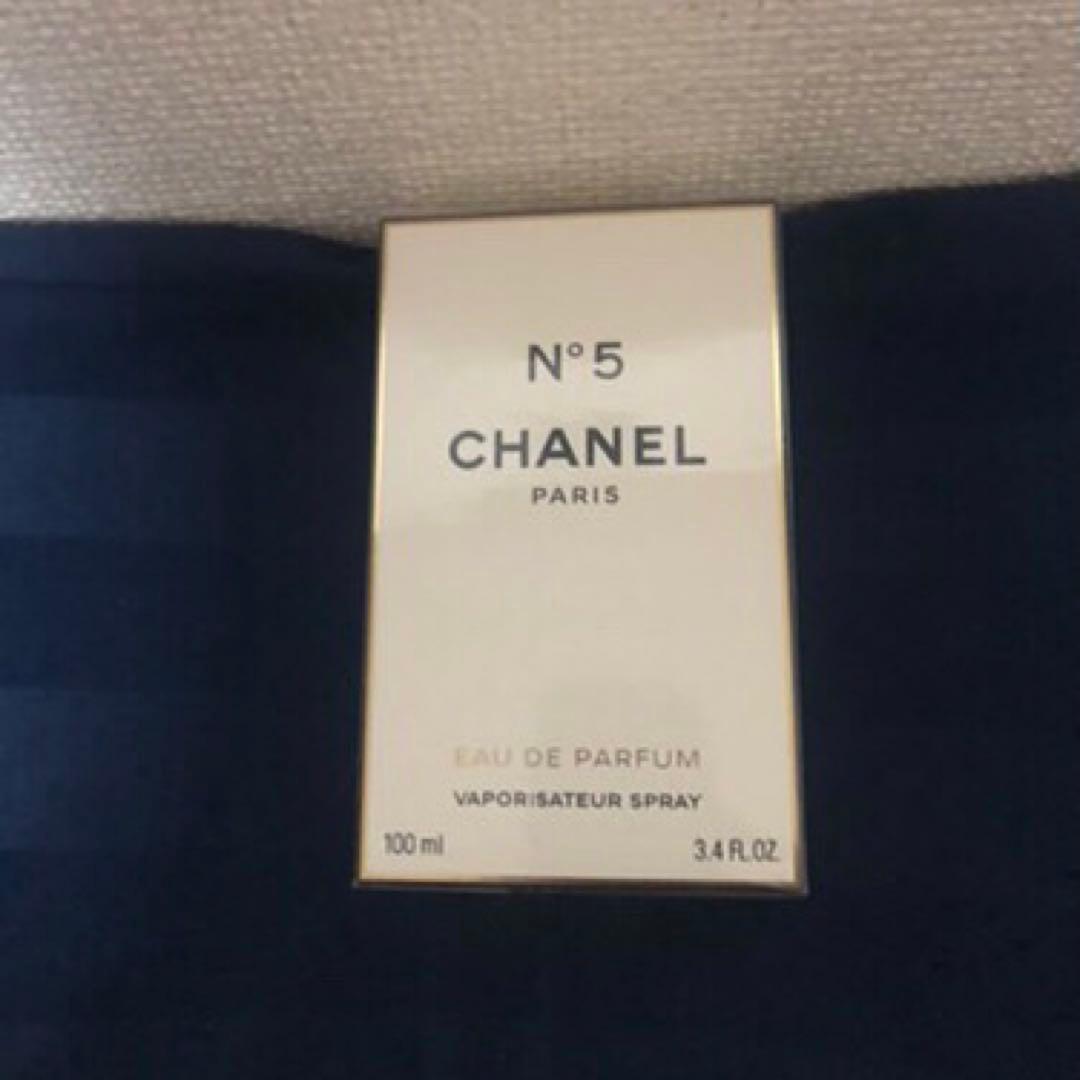 N°5
CHANEL
PARIS
EAU DE PARFUM
VAPORISATEUR SPRAY
100 ml 3.4 FL.OZ.